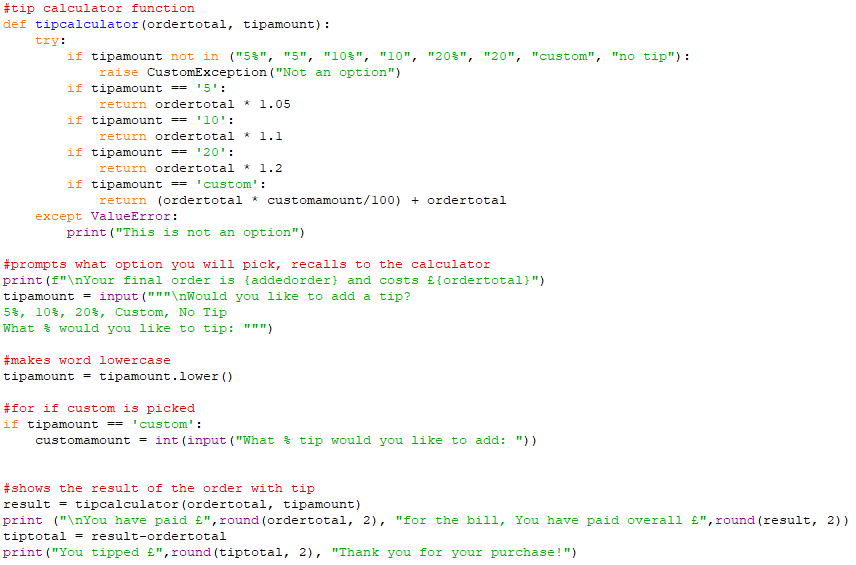 #tip calculator function
def tipcalculator(ordertotal, tipamount):
    try:
        if tipamount not in ("5%", "5", "10%", "10", "20%", "20", "custom", "no tip"):
            raise CustomException("Not an option")
        if tipamount == '5':
            return ordertotal * 1.05
        if tipamount == '10':
            return ordertotal * 1.1
        if tipamount == '20':
            return ordertotal * 1.2
        if tipamount == 'custom':
            return (ordertotal * customamount/100) + ordertotal
    except ValueError:
        print("This is not an option")

#prompts what option you will pick, recalls to the calculator
print(f"\nYour final order is {addedorder} and costs £{ordertotal}")
tipamount = input("""\nWould you like to add a tip?
5%, 10%, 20%, Custom, No Tip
What % would you like to tip: """)

#makes word lowercase
tipamount = tipamount.lower()

#for if custom is picked
if tipamount == 'custom':
    customamount = int(input("What % tip would you like to add: "))


#shows the result of the order with tip
result = tipcalculator(ordertotal, tipamount)
print ("\nYou have paid £",round(ordertotal, 2), "for the bill, You have paid overall £",round(result, 2))
tiptotal = result-ordertotal
print("You tipped £",round(tiptotal, 2), "Thank you for your purchase!")